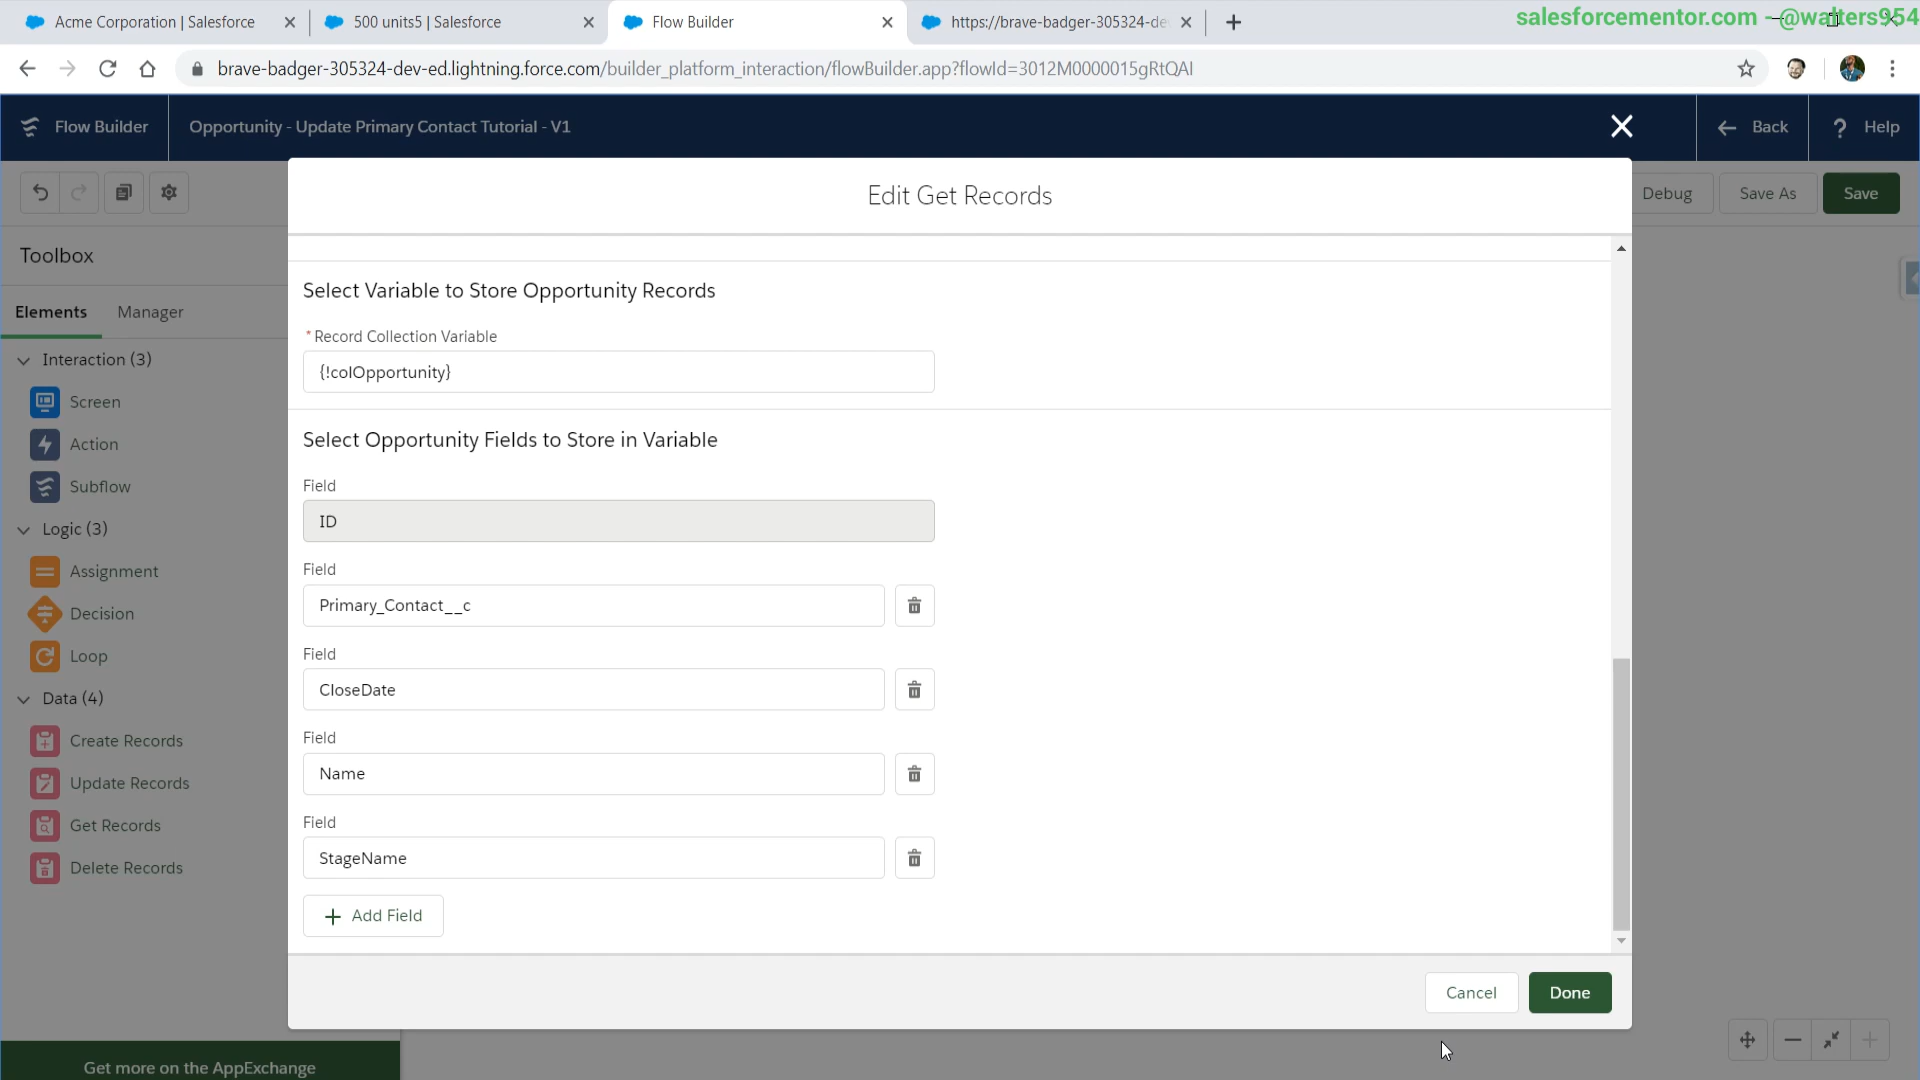 Acme Corporation | Salesforce
500 units5 | Salesforce
Flow Builder
https://brave-badger-305324-de
salesforcementor.com - @walters954
brave-badger-305324-dev-ed.lightning.force.com/builder_platform_interaction/flowBuilder.app?flowId=3012M0000015gRtQAI
Flow Builder
Opportunity - Update Primary Contact Tutorial - V1
Back
? Help
Edit Get Records
Debug
Save As
Save
Toolbox
Elements
Manager
Interaction (3)
Screen
Action
Subflow
Logic (3)
Assignment
Decision
Loop
Data (4)
Create Records
Update Records
Get Records
Delete Records
Get more on the AppExchange
Select Variable to Store Opportunity Records
* Record Collection Variable
{!colOpportunity}
Select Opportunity Fields to Store in Variable
Field
ID
Field
Primary_Contact__c
Field
CloseDate
Field
Name
Field
StageName
+ Add Field
Cancel
Done